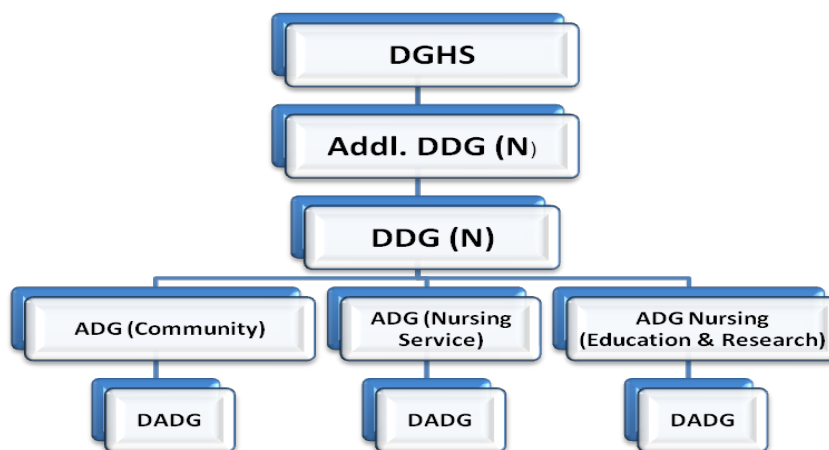 DGHS
Addl. DDG (N)
DDG (N)
ADG (Community)
ADG (Nursing
Service)
ADG Nursing
(Education & Research)
DADG
DADG
DADG